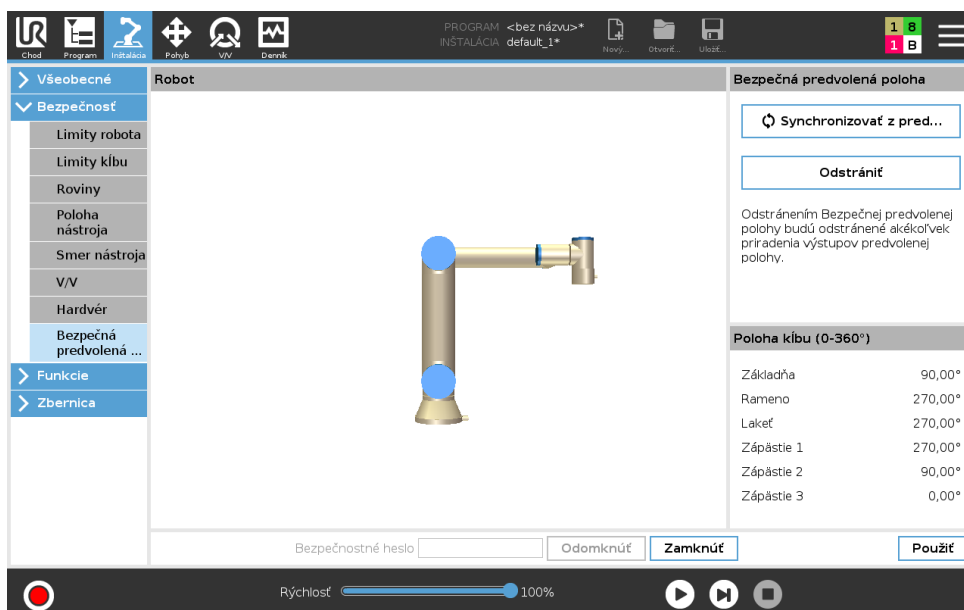 UR
PROGRAM <bez názvu>*
INŠTALÁCIA default_1*
Chod Program Inštalácia Pohyb V/V Denník Nový... Otvoriť... Uložiť...
1 8
1 B
Všeobecné
Bezpečnosť
Limity robota
Limity kĺbu
Roviny
Poloha
nástroja
Smer nástroja
V/V
Hardvér
Bezpečná
predvolená ...
Funkcie
Zbernica
Robot
Bezpečná predvolená poloha
Synchronizovať z pred...
Odstrániť
Odstránením Bezpečnej predvolenej
polohy budú odstránené akékoľvek
priradenia výstupov predvolenej
polohy.
Poloha kĺbu (0-360°)
Základňa 90,00°
Rameno 270,00°
Lakeť 270,00°
Zápästie 1 270,00°
Zápästie 2 90,00°
Zápästie 3 0,00°
Bezpečnostné heslo Odomknúť Zamknúť Použiť
Rýchlosť 100%